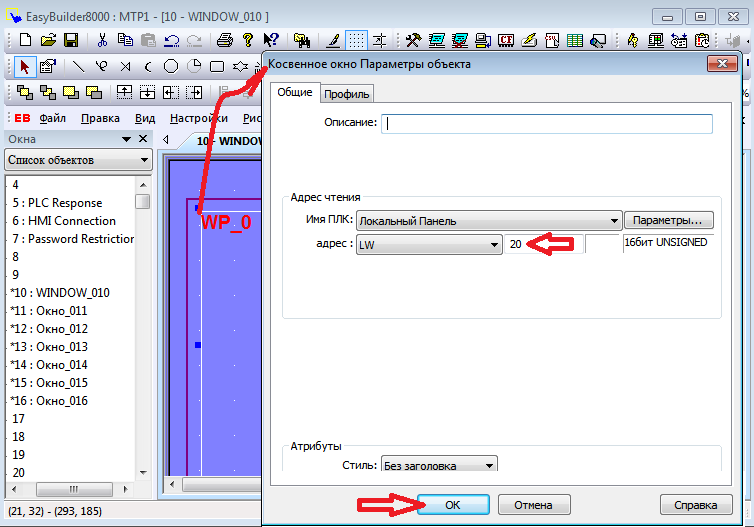 EasyBuilder8000 : MTP1 - [10 - WINDOW_010 ]
Косвенное окно Параметры объекта
EB Файл Правка Вид Настройки Рис
Окна
Список объектов
4
5 : PLC Response
6 : HMI Connection
7 : Password Restriction
8
9
*10 : WINDOW_010
*11 : Окно_011
*12 : Окно_012
*13 : Окно_013
*14 : Окно_014
*15 : Окно_015
*16 : Окно_016
17
18
19
20
(21, 32) - (293, 185)
10 - WINDOW
WP_0
Общие Профиль
Описание:
Адрес чтения
Имя ПЛК: Локальный Панель Параметры...
адрес : LW 20 16бит UNSIGNED
Атрибуты
Стиль: Без заголовка
OK Отмена Справка